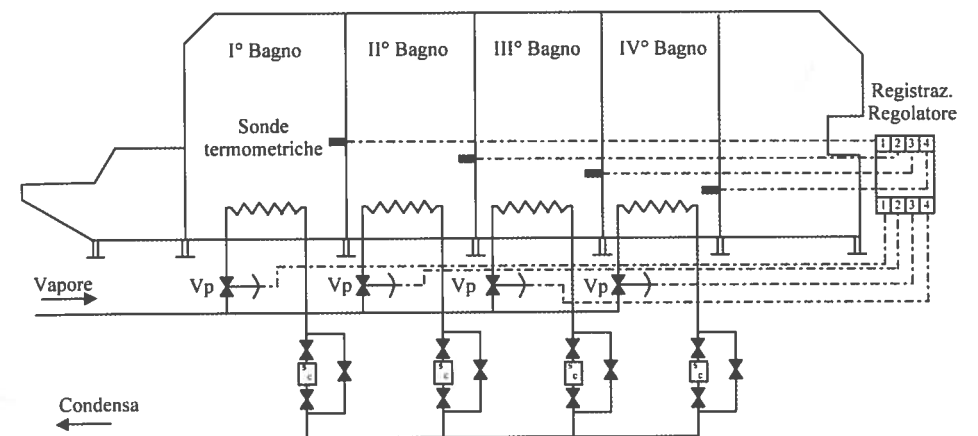 I° Bagno
II° Bagno
III° Bagno
IV° Bagno
Registraz.
Regolatore
Sonde
termometriche
1 2 3 4
1 2 3 4
Vapore
Vp
Vp
Vp
Vp
s c
s c
s c
s c
Condensa